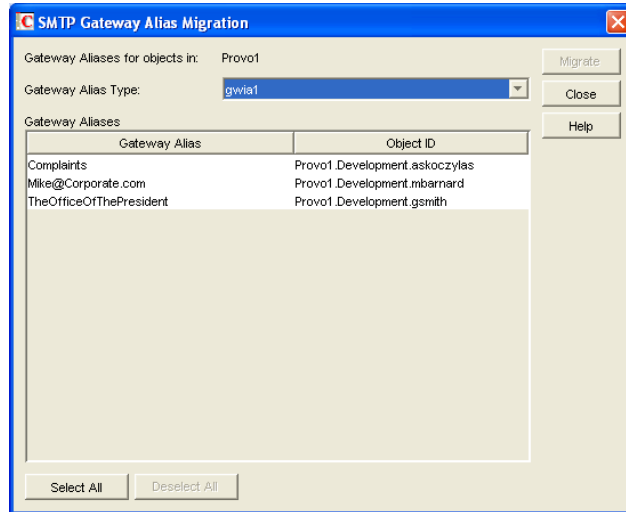 SMTP Gateway Alias Migration
Gateway Aliases for objects in: Provo1
Migrate
Gateway Alias Type: gwia1
Close
Gateway Aliases
Help
Gateway Alias Object ID
Complaints Provo1.Development.askoczylas
Mike@Corporate.com Provo1.Development.mbarnard
TheOfficeOfThePresident Provo1.Development.gsmith
Select All Deselect All